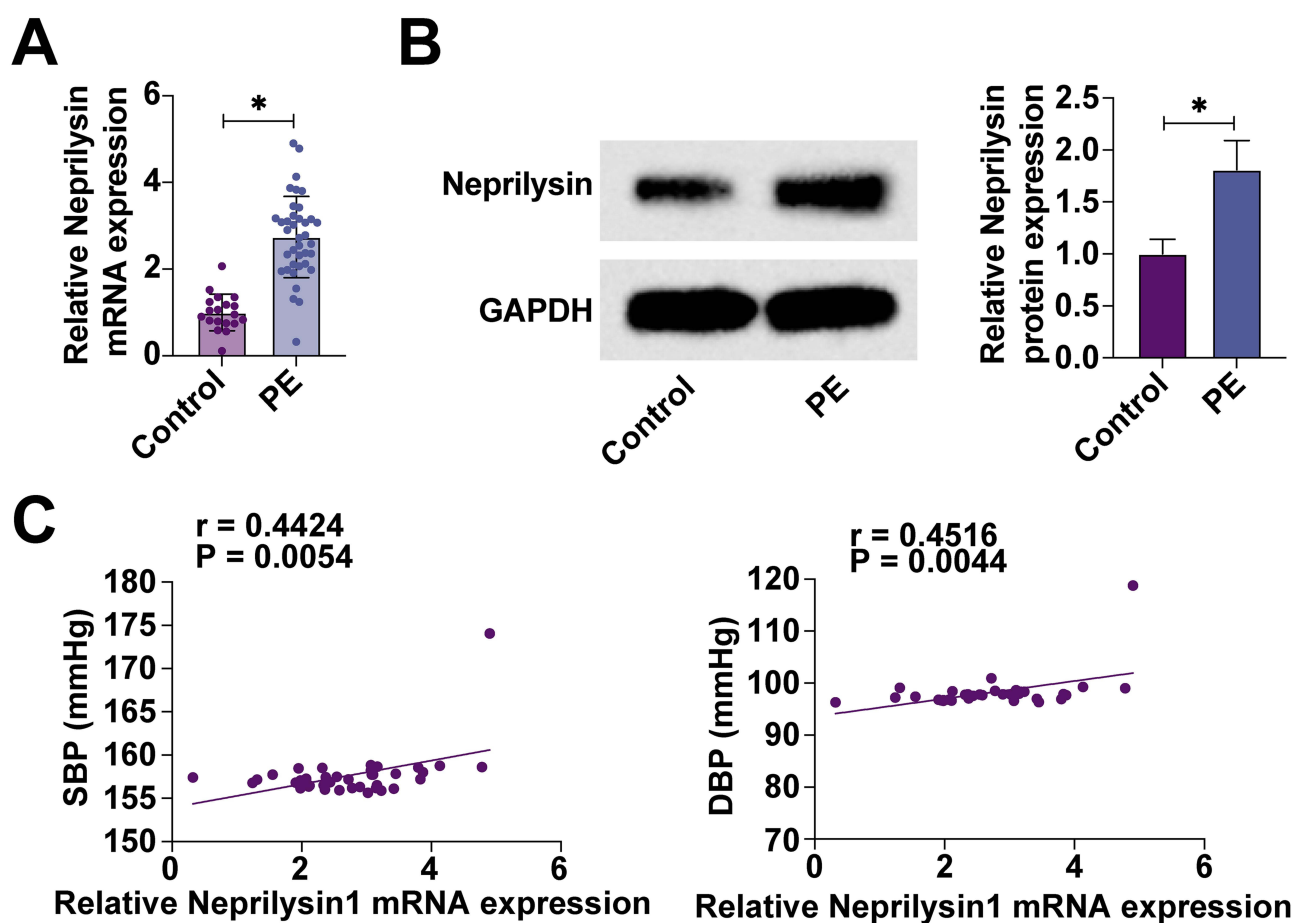 A
Relative Neprilysin
mRNA expression
6
4
2
0
*
Control
PE
B
Neprilysin
GAPDH
Control
PE
Relative Neprilysin
protein expression
2.5
2.0
1.5
1.0
0.5
0.0
*
Control
PE
C
r = 0.4424
P = 0.0054
SBP (mmHg)
180
175
170
165
160
155
150
0 2 4 6
Relative Neprilysin1 mRNA expression
r = 0.4516
P = 0.0044
DBP (mmHg)
120
110
100
90
80
70
0 2 4 6
Relative Neprilysin1 mRNA expression